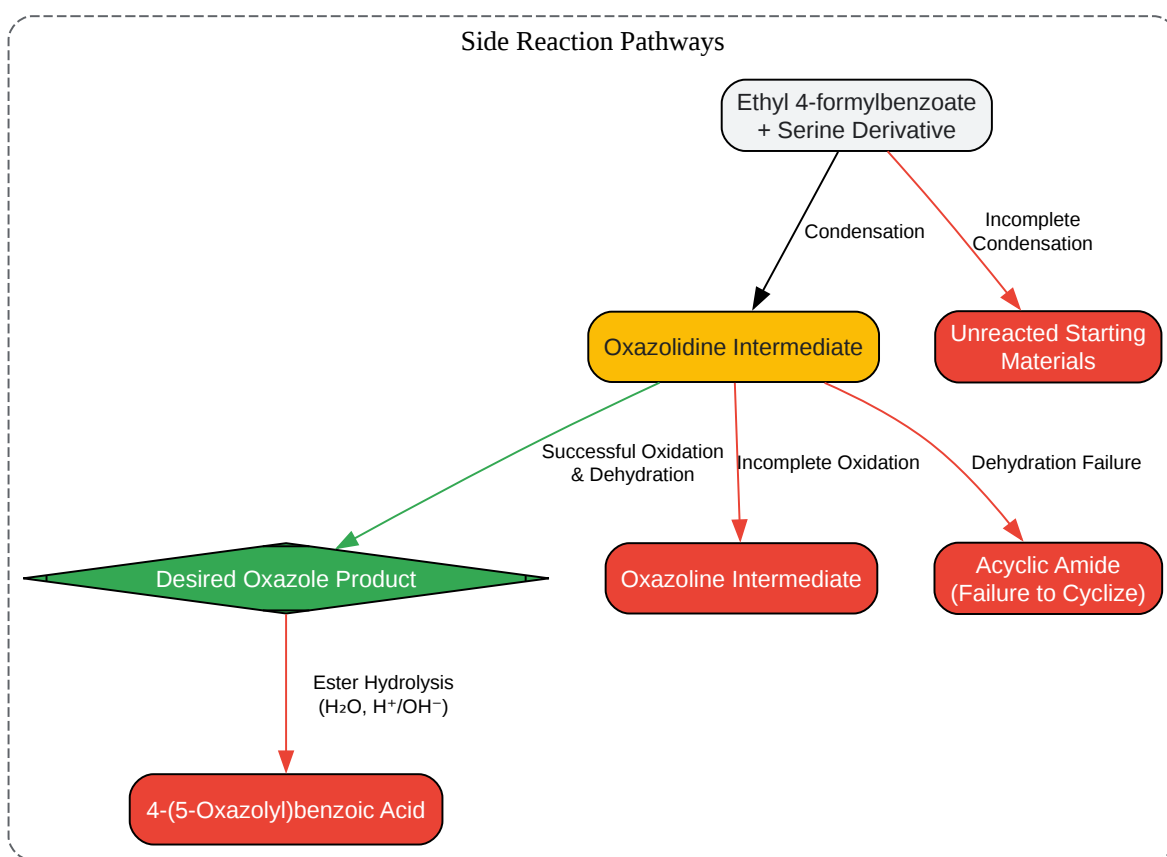 Side Reaction Pathways
Ethyl 4-formylbenzoate
+ Serine Derivative
Condensation
Incomplete
Condensation
Oxazolidine Intermediate
Unreacted Starting
Materials
Successful Oxidation
& Dehydration
Incomplete Oxidation
Dehydration Failure
Desired Oxazole Product
Oxazoline Intermediate
Acyclic Amide
(Failure to Cyclize)
Ester Hydrolysis
(H₂O, H⁺/OH⁻)
4-(5-Oxazolyl)benzoic Acid